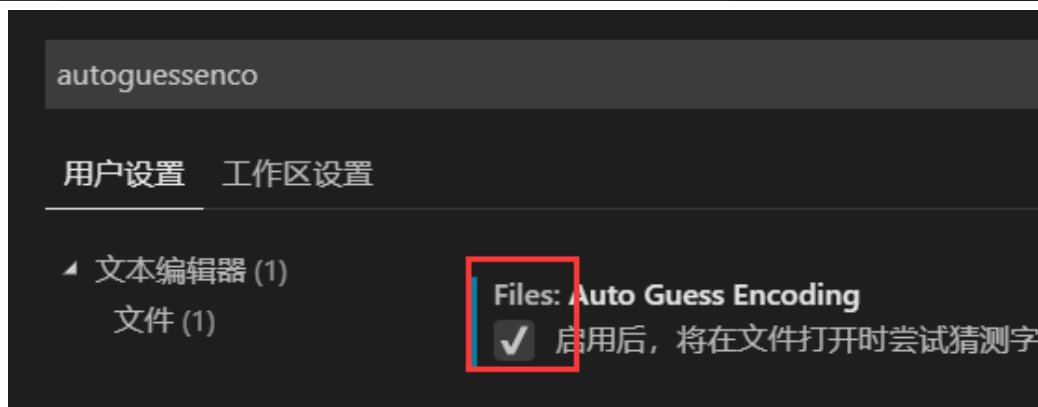 autoguessenco
用户设置 工作区设置
文本编辑器 (1)
文件 (1)
Files: Auto Guess Encoding
启用后，将在文件打开时尝试猜测字